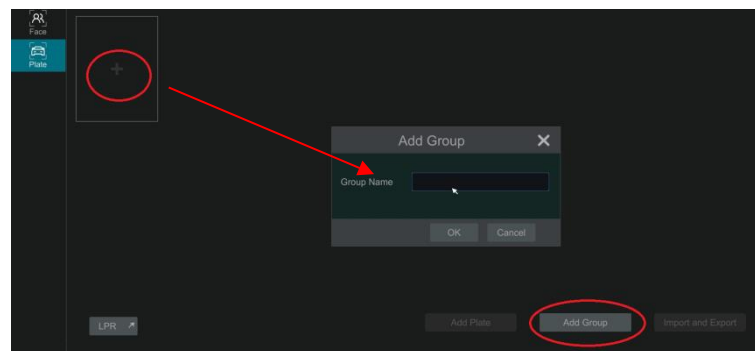 Face
Plate
+
Add Group
Group Name
OK Cancel
LPR
Add Plate Add Group Import and Export